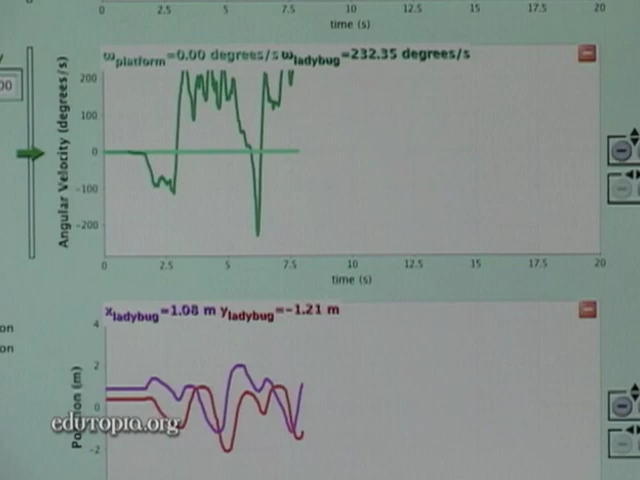 0 2.5 5 7.5 10 12.5 15 17.5 20
time (s)
ωplatform=0.00 degrees/s ωladybug=232.35 degrees/s
Angular Velocity (degrees/s)
200
100
0
-100
-200
0 2.5 5 7.5 10 12.5 15 17.5 20
time (s)
xladybug=1.08 m yladybug=-1.21 m
Position (m)
4
2
0
-2
00
on
on
edutopia.org